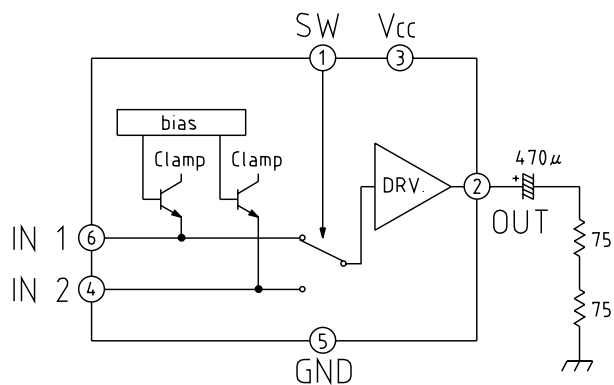 SW
Vcc
1
3
bias
Clamp
Clamp
470μ
+
DRV.
2
OUT
IN 1
6
75
IN 2
4
75
5
GND